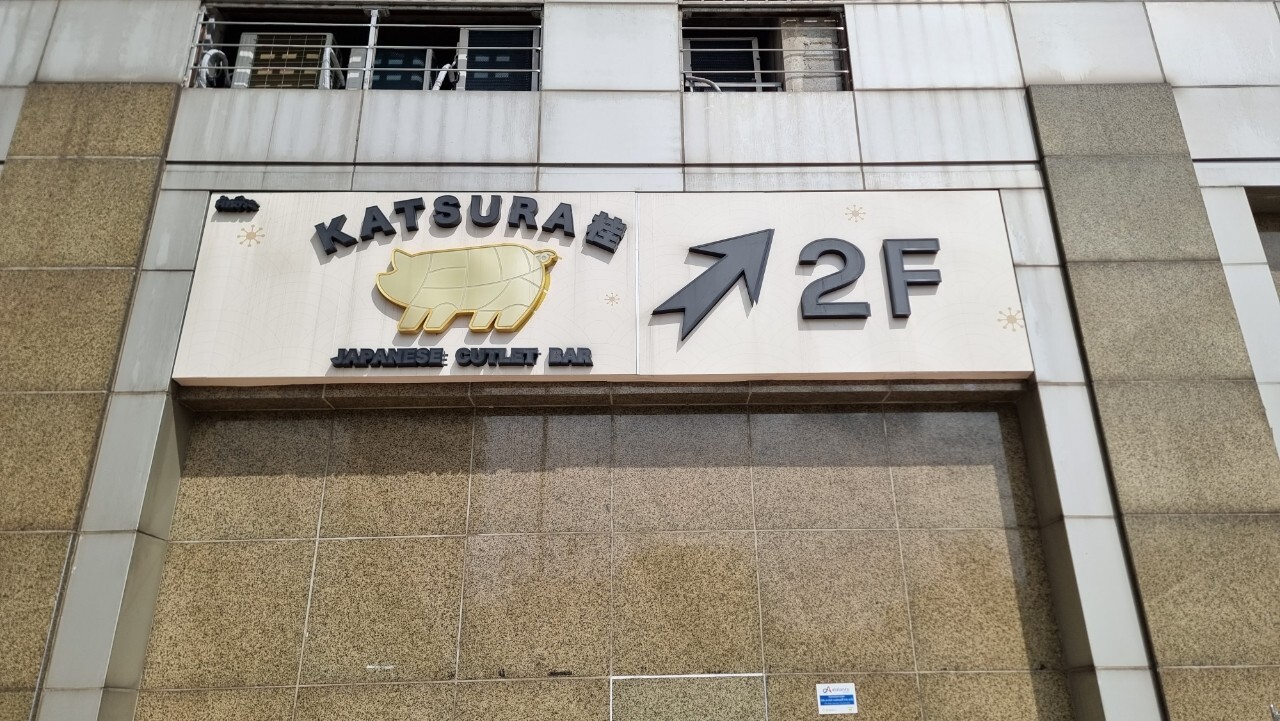 KATSURA 桂
JAPANESE CUTLET BAR
2F